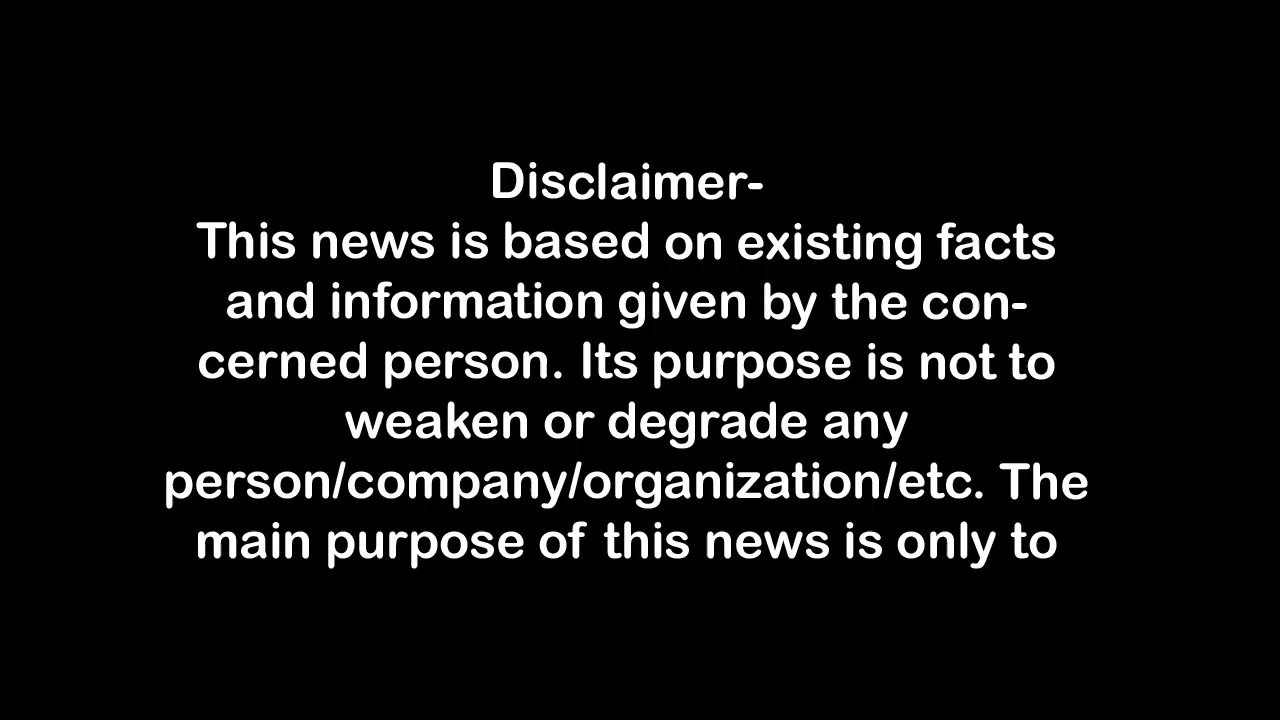 Disclaimer-
This news is based on existing facts
and information given by the con-
cerned person. Its purpose is not to
weaken or degrade any
person/company/organization/etc. The
main purpose of this news is only to